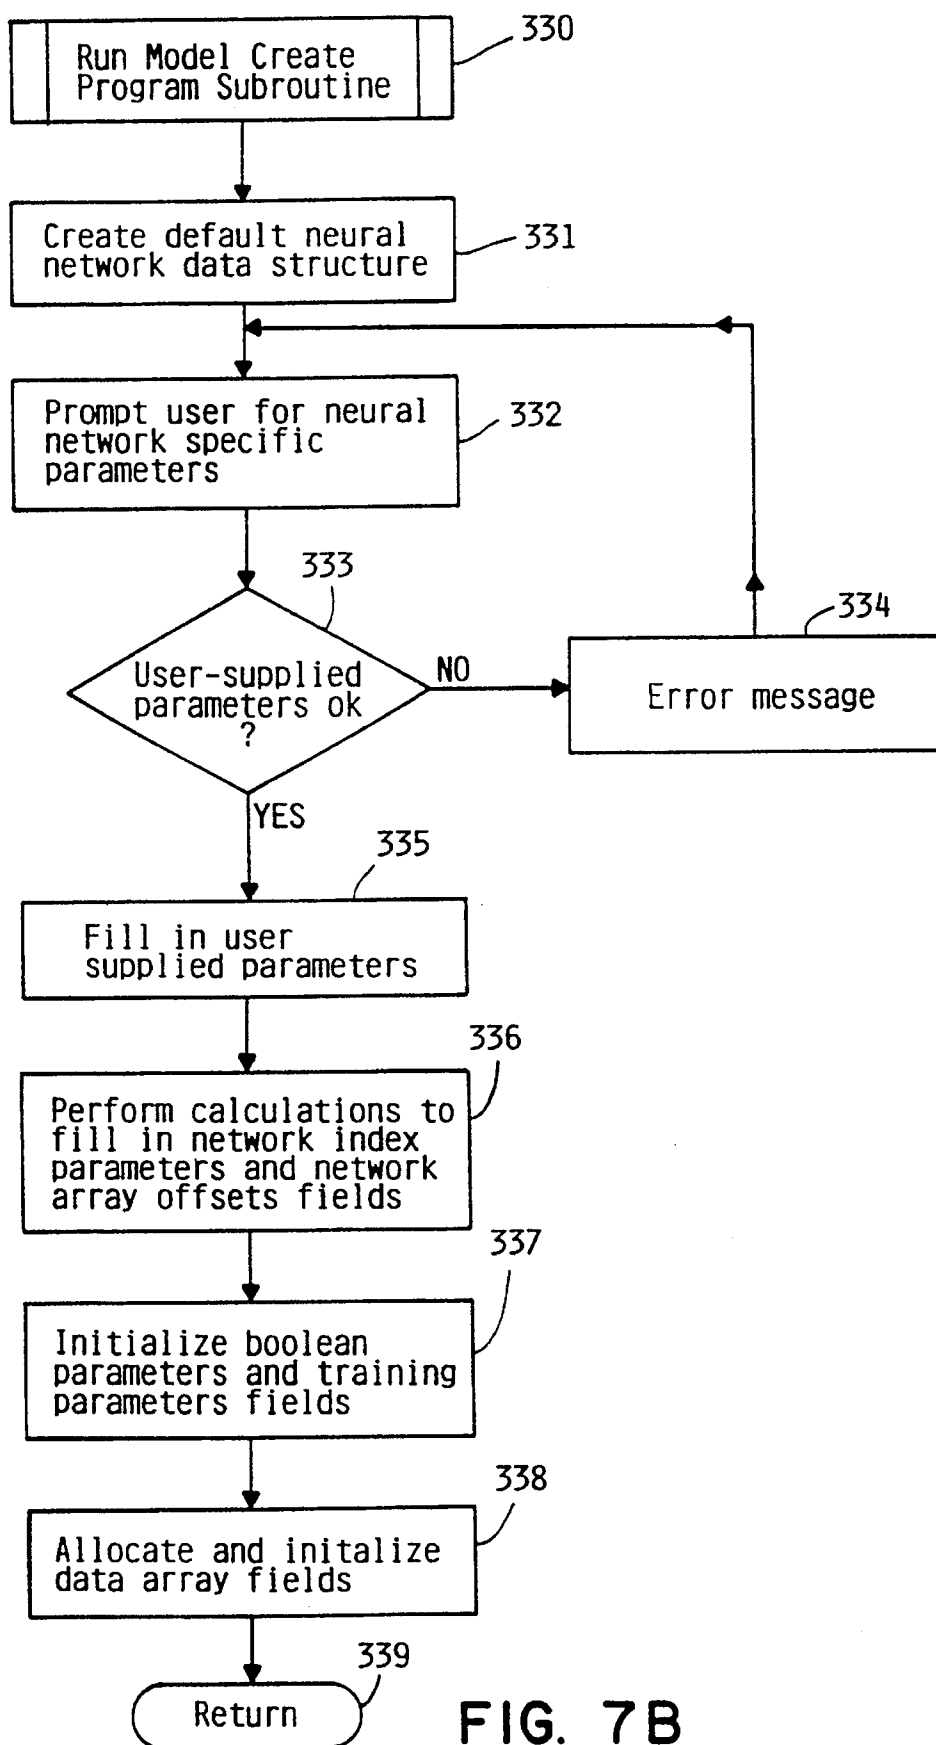 330
Run Model Create
Program Subroutine
331
Create default neural
network data structure
332
Prompt user for neural
network specific
parameters
333
User-supplied
parameters ok
?
NO
334
Error message
YES
335
Fill in user
supplied parameters
336
Perform calculations to
fill in network index
parameters and network
array offsets fields
337
Initialize boolean
parameters and training
parameters fields
338
Allocate and initalize
data array fields
339
Return
FIG. 7B